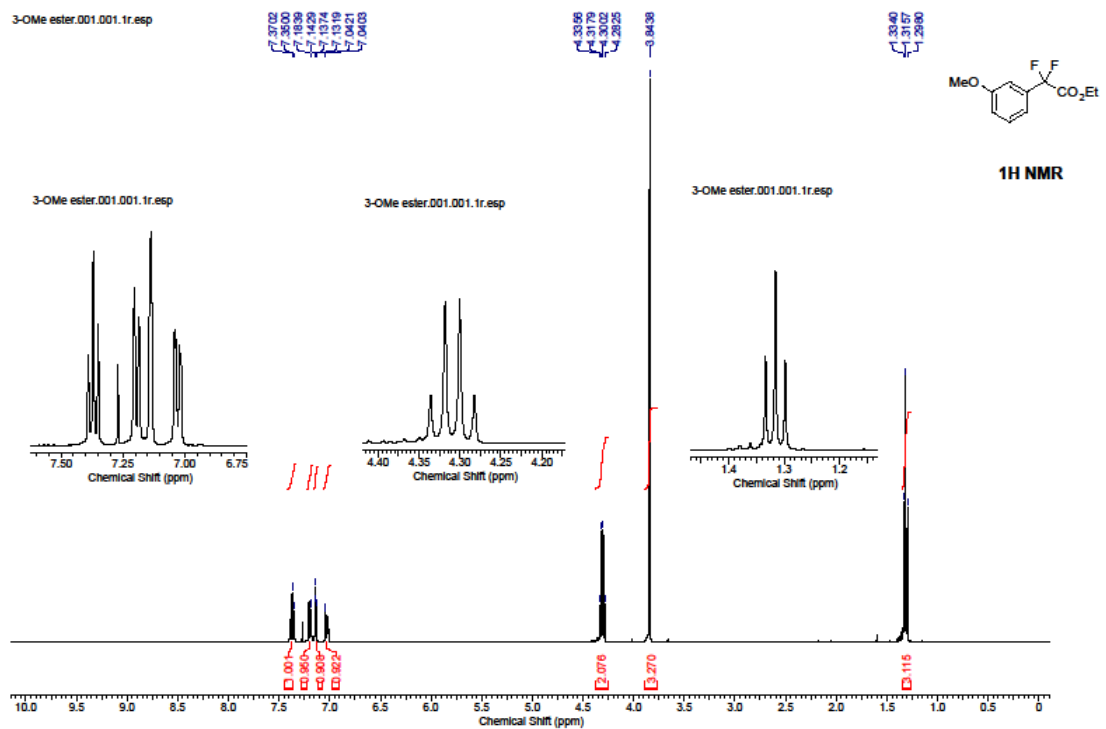 3-OMe ester.001.001.1r.esp
7.3702
7.3500
7.1839
7.1429
7.1374
7.1319
7.0421
7.0403
4.3356
4.3179
4.3002
4.2825
3.8438
1.3340
1.3157
1.2980
F F
MeO
CO2Et
1H NMR
3-OMe ester.001.001.1r.esp
7.50 7.25 7.00 6.75
Chemical Shift (ppm)
3-OMe ester.001.001.1r.esp
4.40 4.35 4.30 4.25 4.20
Chemical Shift (ppm)
3-OMe ester.001.001.1r.esp
1.4 1.3 1.2
Chemical Shift (ppm)
1.001
0.950
0.908
0.922
2.076
3.270
3.115
10.0 9.5 9.0 8.5 8.0 7.5 7.0 6.5 6.0 5.5 5.0 4.5 4.0 3.5 3.0 2.5 2.0 1.5 1.0 0.5 0
Chemical Shift (ppm)